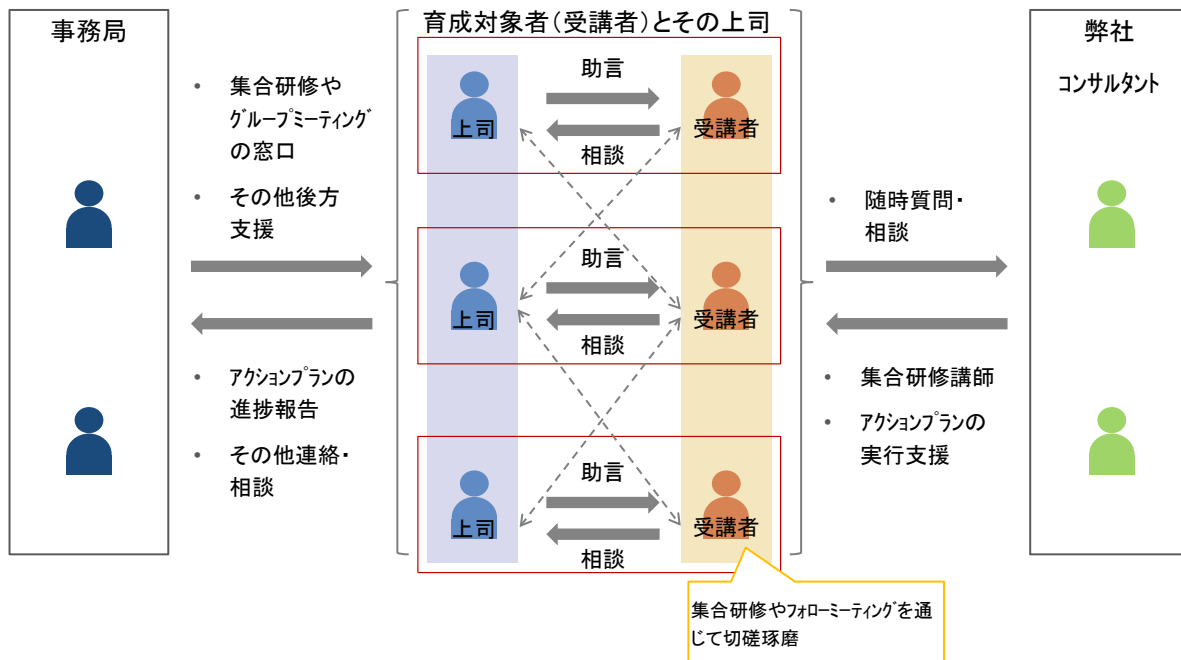 事務局
• 集合研修や
グループミーティング
の窓口
• その他後方
支援
• アクションプランの
進捗報告
• その他連絡・
相談
育成対象者(受講者)とその上司
助言
上司
受講者
相談
助言
上司
受講者
相談
助言
上司
受講者
相談
集合研修やフォローミーティングを通
じて切磋琢磨
• 随時質問・
相談
• 集合研修講師
• アクションプランの
実行支援
弊社
コンサルタント